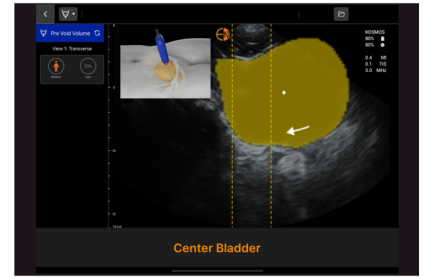 KOSMOS
Pre Void Volume
80%
80%
View 1: Transverse
0.4 MI
0.1 TIS
3.0 MHz
Center Bladder